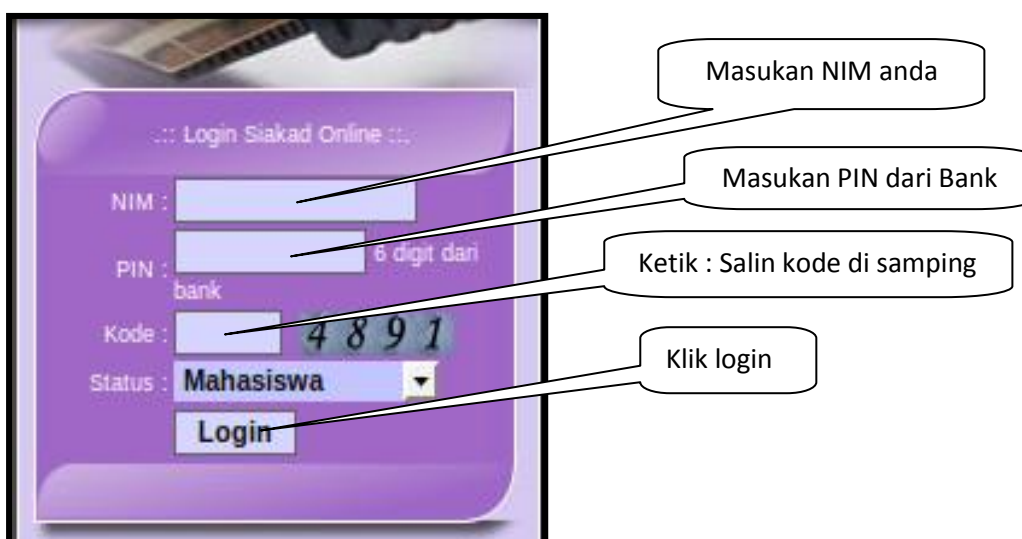 Masukan NIM anda
.:: Login Siakad Online ::.
NIM :
Masukan PIN dari Bank
PIN : 6 digit dari
bank
Ketik : Salin kode di samping
Kode : 4 8 9 1
Klik login
Status : Mahasiswa
Login